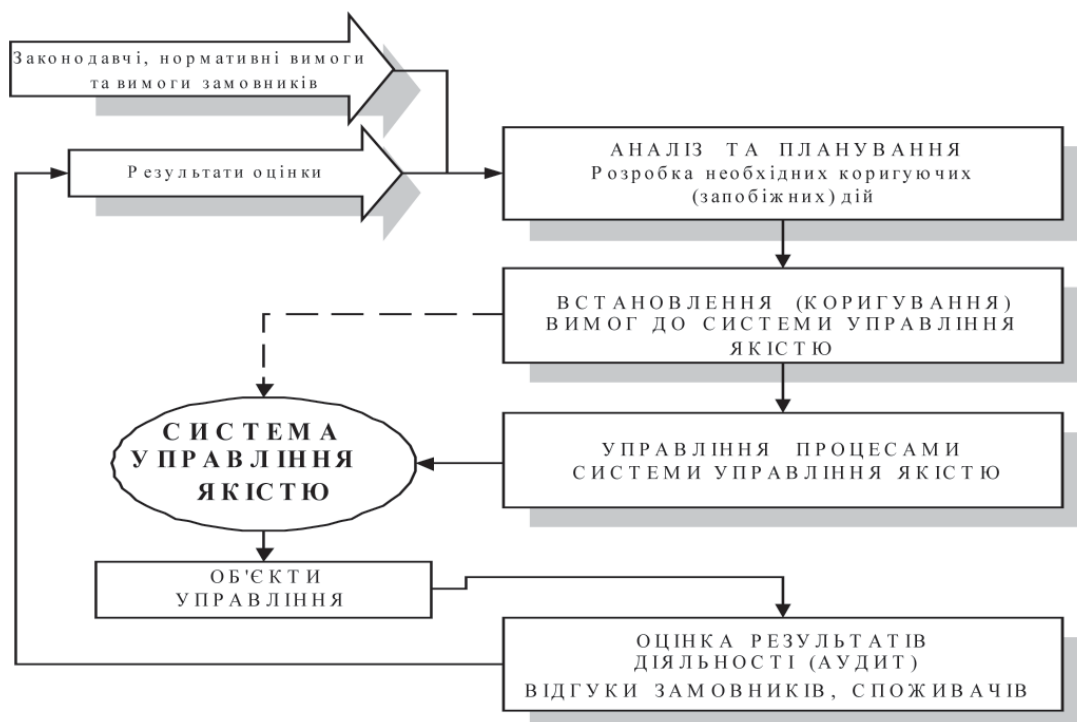 Законодавчі, нормативні вимоги
та вимоги замовників
Результати оцінки
АНАЛІЗ ТА ПЛАНУВАННЯ
Розробка необхідних коригуючих
(запобіжних) дій
ВСТАНОВЛЕННЯ (КОРИГУВАННЯ)
ВИМОГ ДО СИСТЕМИ УПРАВЛІННЯ
ЯКІСТЮ
СИСТЕМА
УПРАВЛІННЯ
ЯКІСТЮ
УПРАВЛІННЯ ПРОЦЕСАМИ
СИСТЕМИ УПРАВЛІННЯ ЯКІСТЮ
ОБ'ЄКТИ
УПРАВЛІННЯ
ОЦІНКА РЕЗУЛЬТАТІВ
ДІЯЛЬНОСТІ (АУДИТ)
ВІДГУКИ ЗАМОВНИКІВ, СПОЖИВАЧІВ